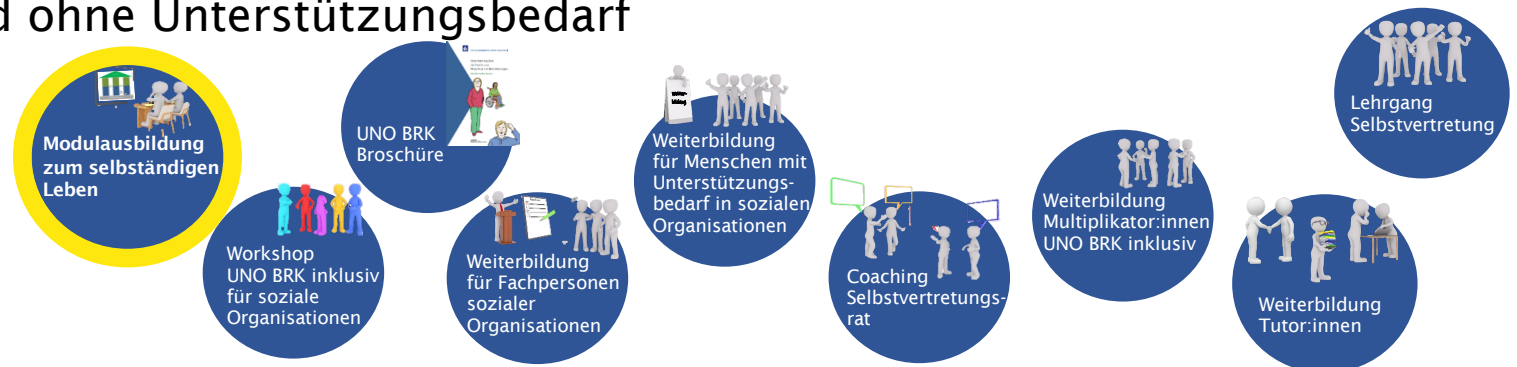 d ohne Unterstützungsbedarf
Modulausbildung
zum selbständigen
Leben
Workshop
UNO BRK inklusiv
für soziale
Organisationen
UNO BRK
Broschüre
Weiterbildung
für Fachpersonen
sozialer
Organisationen
Weiterbildung
für Menschen mit
Unterstützungs-
bedarf in sozialen
Organisationen
Coaching
Selbstvertretungs-
rat
Weiterbildung
Multiplikator:innen
UNO BRK inklusiv
Weiterbildung
Tutor:innen
Lehrgang
Selbstvertretung